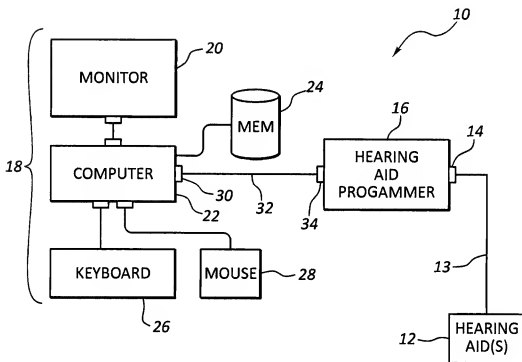 10
20
MONITOR
24
MEM
16
14
18
COMPUTER
HEARING
AID
PROGAMMER
30
22
32
34
KEYBOARD
MOUSE
28
26
13
12
HEARING
AID(S)